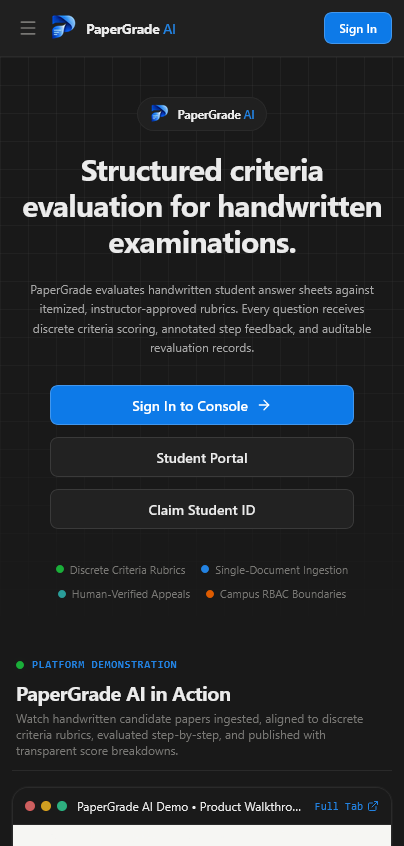 PaperGrade AI
Sign In
PaperGrade AI
Structured criteria
evaluation for handwritten
examinations.
PaperGrade evaluates handwritten student answer sheets against
itemized, instructor-approved rubrics. Every question receives
discrete criteria scoring, annotated step feedback, and auditable
revaluation records.
Sign In to Console →
Student Portal
Claim Student ID
Discrete Criteria Rubrics
Single-Document Ingestion
Human-Verified Appeals
Campus RBAC Boundaries
PLATFORM DEMONSTRATION
PaperGrade AI in Action
Watch handwritten candidate papers ingested, aligned to discrete
criteria rubrics, evaluated step-by-step, and published with
transparent score breakdowns.
PaperGrade AI Demo • Product Walkthro...
Full Tab